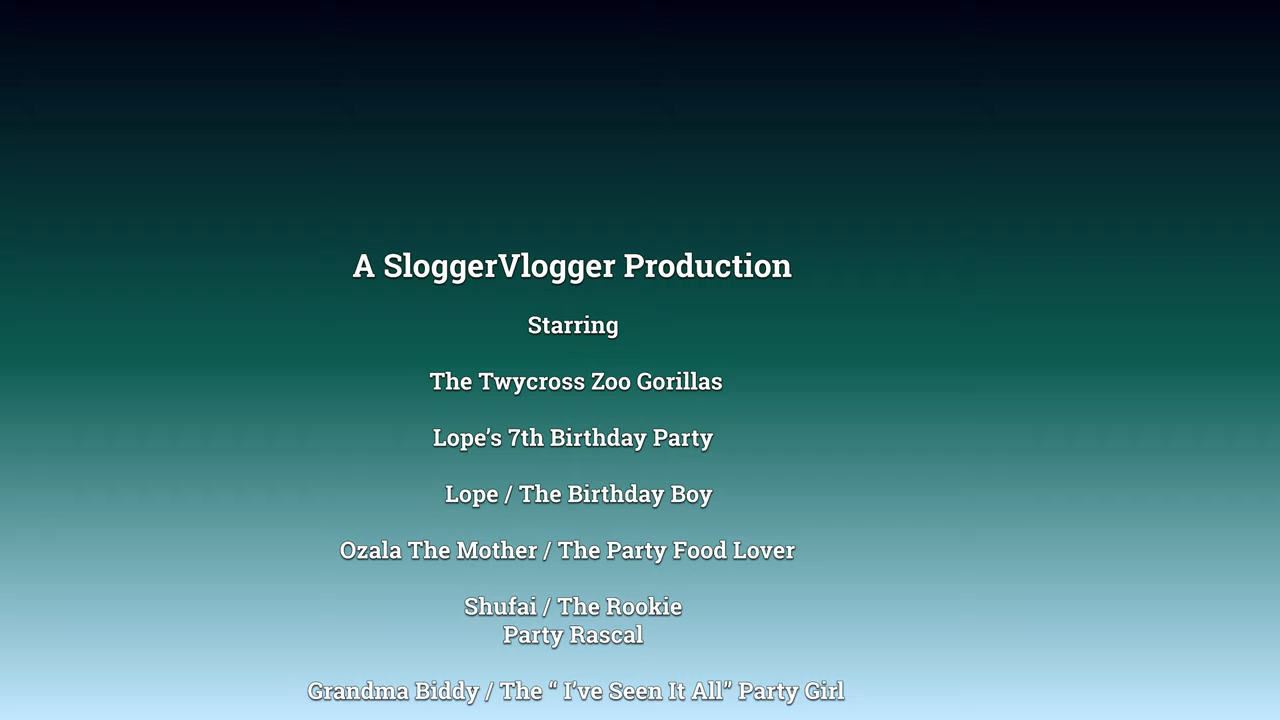 A SloggerVlogger Production
Starring
The Twycross Zoo Gorillas
Lope’s 7th Birthday Party
Lope / The Birthday Boy
Ozala The Mother / The Party Food Lover
Shufai / The Rookie
Party Rascal
Grandma Biddy / The “ I’ve Seen It All” Party Girl